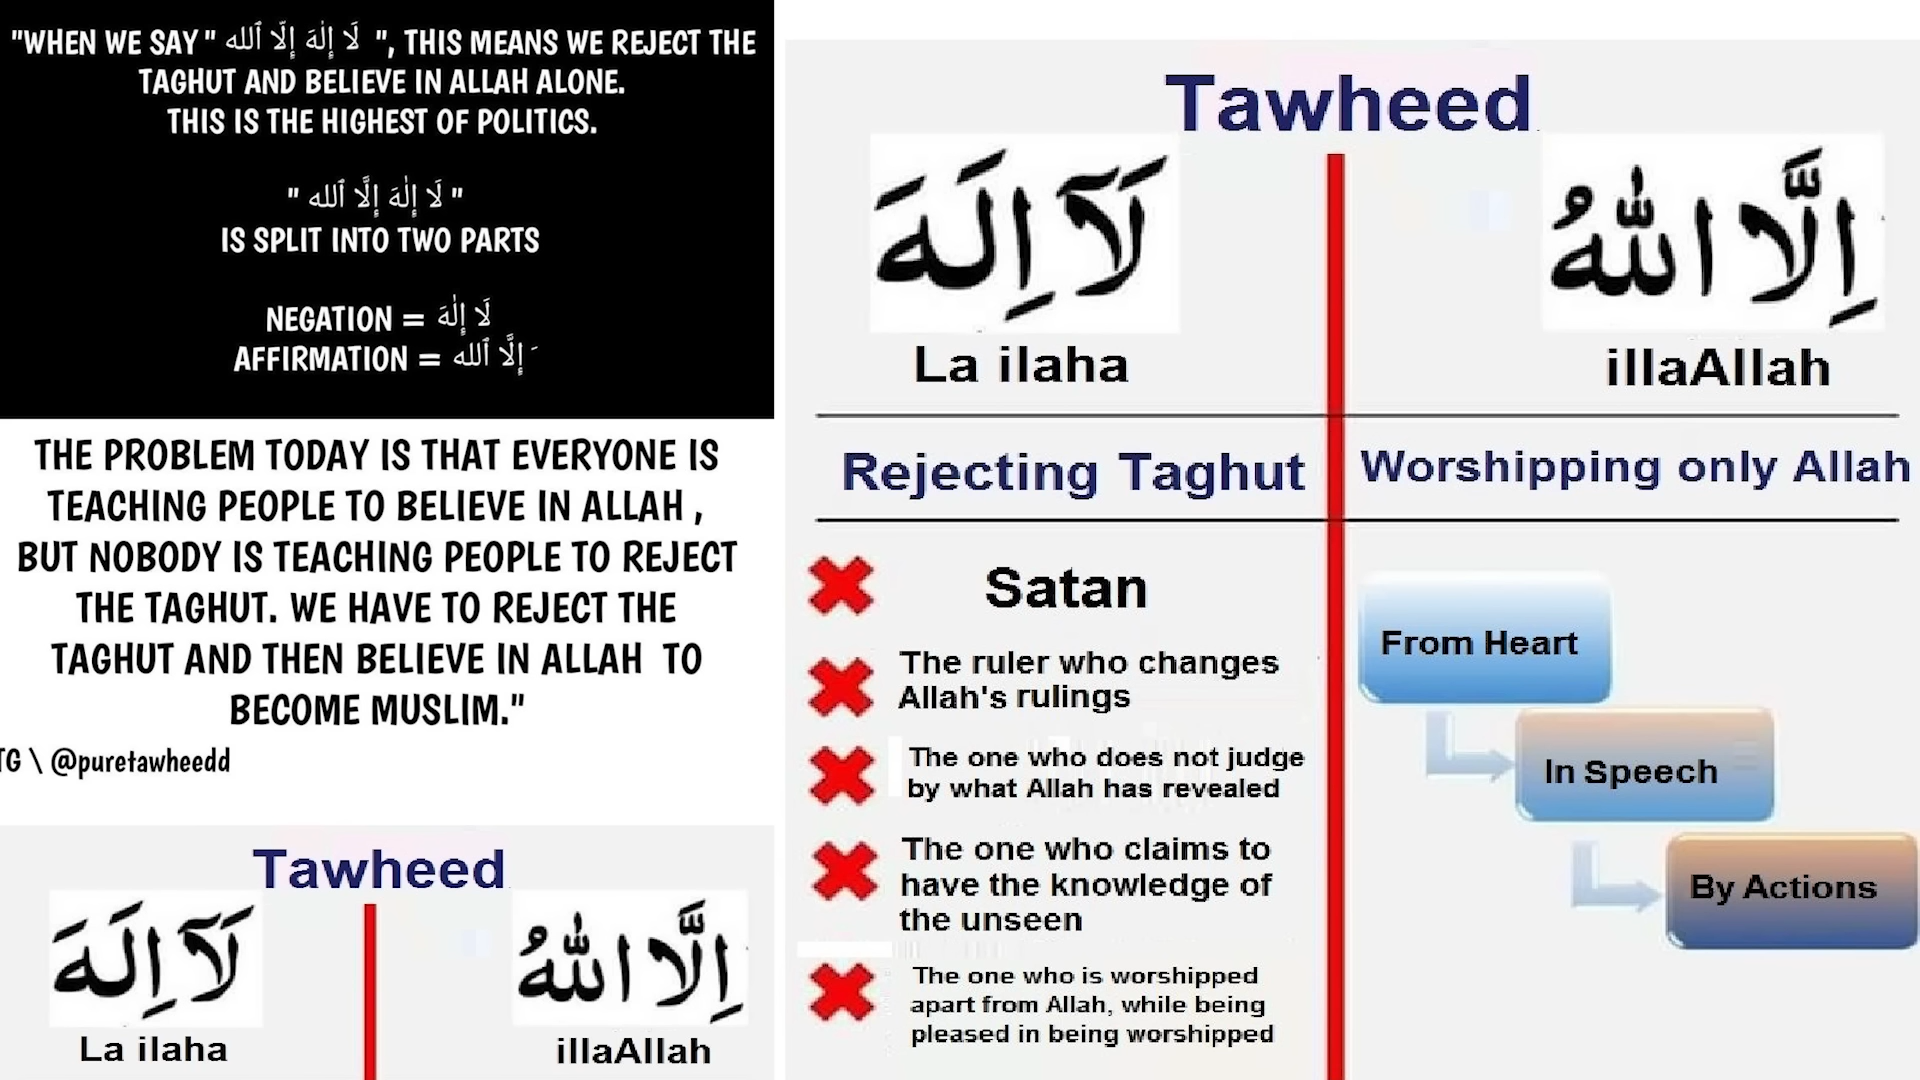 "WHEN WE SAY" لَا إِلٰهَ إِلَّا ٱلله ", THIS MEANS WE REJECT THE
TAGHUT AND BELIEVE IN ALLAH ALONE.
THIS IS THE HIGHEST OF POLITICS.
" لَا إِلٰهَ إِلَّا ٱلله "
IS SPLIT INTO TWO PARTS
NEGATION = لَا إِلٰهَ
AFFIRMATION = إِلَّا ٱلله
THE PROBLEM TODAY IS THAT EVERYONE IS
TEACHING PEOPLE TO BELIEVE IN ALLAH ,
BUT NOBODY IS TEACHING PEOPLE TO REJECT
THE TAGHUT. WE HAVE TO REJECT THE
TAGHUT AND THEN BELIEVE IN ALLAH TO
BECOME MUSLIM."
TG \ @puretawheedd
Tawheed
لَآ اِلَهَ
اِلَّا اللّٰهُ
La ilaha
illaAllah
Tawheed
لَآ اِلَهَ
اِلَّا اللّٰهُ
La ilaha
illaAllah
Rejecting Taghut
Worshipping only Allah
Satan
The ruler who changes
Allah's rulings
The one who does not judge
by what Allah has revealed
The one who claims to
have the knowledge of
the unseen
The one who is worshipped
apart from Allah, while being
pleased in being worshipped
From Heart
In Speech
By Actions